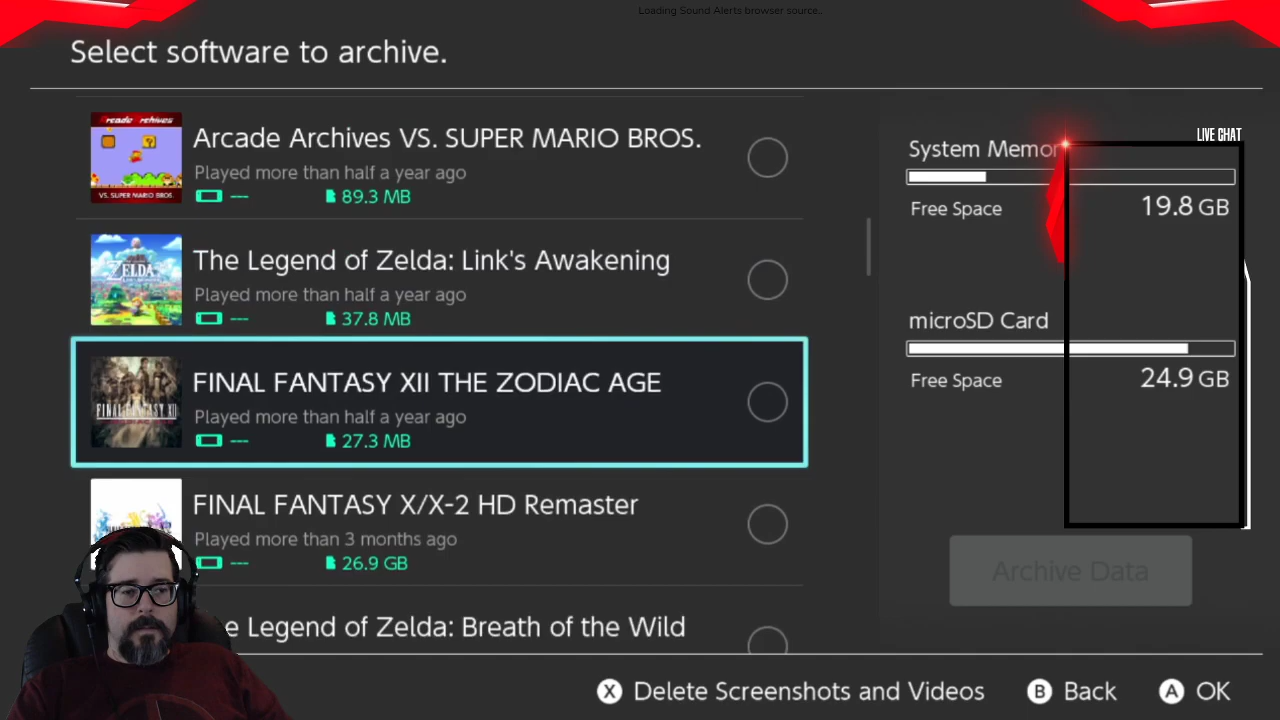 Loading Sound Alerts browser source..
Select software to archive.
Arcade Archives
VS. SUPER MARIO BROS.
Arcade Archives VS. SUPER MARIO BROS.
Played more than half a year ago
--- 89.3 MB
ZELDA
The Legend of Zelda: Link's Awakening
Played more than half a year ago
--- 37.8 MB
FINAL FANTASY XII
FINAL FANTASY XII THE ZODIAC AGE
Played more than half a year ago
--- 27.3 MB
FINAL FANTASY X/X-2 HD Remaster
Played more than 3 months ago
--- 26.9 GB
e Legend of Zelda: Breath of the Wild
LIVE CHAT
System Memor
Free Space 19.8 GB
microSD Card
Free Space 24.9 GB
Archive Data
X Delete Screenshots and Videos B Back A OK